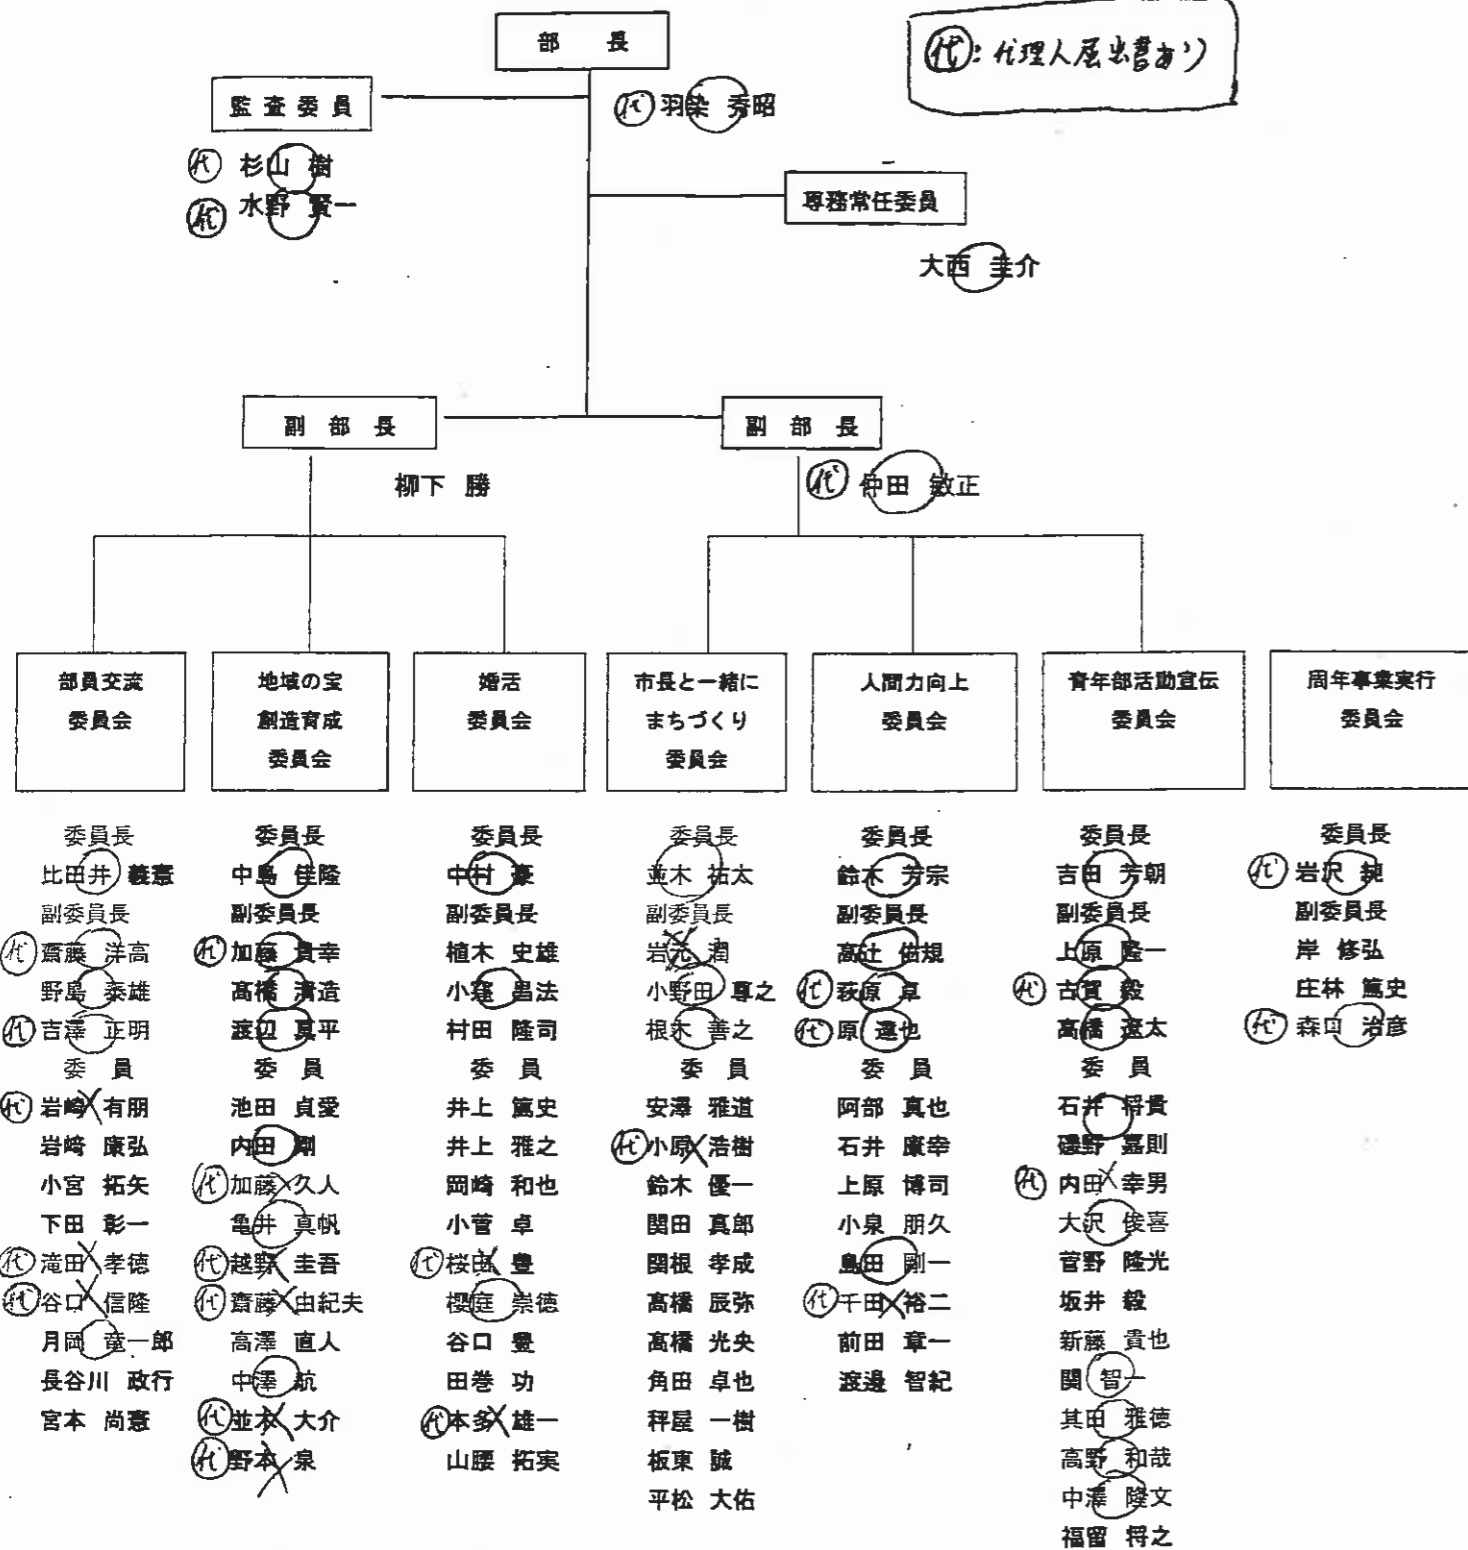 部 長
代:代理人届出書あり
監査委員
代 羽染 秀昭
代 杉山 樹
代 水野 賢一
専務常任委員
大西 圭介
副部長
副部長
柳下 勝
代 仲田 敏正
部員交流
委員会
地域の宝
創造育成
委員会
婚活
委員会
市長と一緒に
まちづくり
委員会
人間力向上
委員会
青年部活動宣伝
委員会
周年事業実行
委員会
委員長
比田井 義憲
副委員長
代 齋藤 洋高
野島 泰雄
代 吉澤 正明
委 員
代 岩崎 有朋
岩崎 康弘
小宮 拓矢
下田 彰一
代 滝田 孝徳
代 谷口 信隆
月岡 竜一郎
長谷川 政行
宮本 尚憲
委員長
中島 佳隆
副委員長
代 加藤 貴幸
髙橋 清造
渡辺 真平
委 員
池田 貞愛
内田 剛
代 加藤 久人
亀井 真帆
代 越野 圭吾
代 齋藤 由紀夫
高澤 直人
中澤 航
代 並木 大介
代 野本 泉
委員長
中村 豪
副委員長
植木 史雄
小窪 昌法
村田 隆司
委 員
井上 篤史
井上 雅之
岡崎 和也
小菅 卓
代 桜田 豊
櫻庭 崇徳
谷口 豊
田巻 功
代 本多 雄一
山腰 拓実
委員長
並木 祐太
副委員長
岩元 潤
小野田 尊之
根木 善之
委 員
安澤 雅道
代 小原 浩樹
鈴木 優一
関田 真郎
関根 孝成
髙橋 辰弥
髙橋 光央
角田 卓也
秤屋 一樹
板東 誠
平松 大佑
委員長
鈴木 芳宗
副委員長
高辻 佑規
代 萩原 卓
代 原 達也
委 員
阿部 真也
石井 康幸
上原 博司
小泉 朋久
島田 剛一
代 千田 裕二
前田 章一
渡邊 智紀
委員長
吉田 芳朝
副委員長
上原 隆一
代 古賀 毅
髙橋 遼太
委 員
石井 将貴
磯野 嘉則
代 内田 幸男
大沢 俊喜
菅野 隆光
坂井 毅
新藤 貴也
関 智一
其田 雅徳
高野 和哉
中澤 隆文
福留 将之
委員長
代 岩沢 純
副委員長
岸 修弘
庄林 篤史
代 森口 治彦